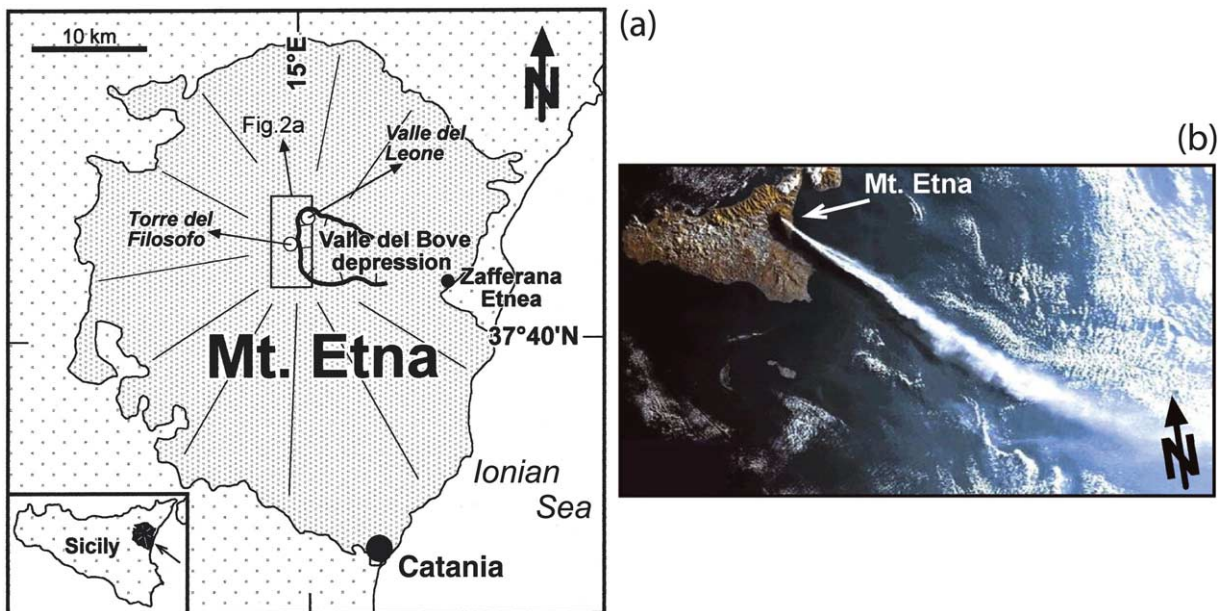 (a)
10 km
15°E
N
Fig.2a
Valle del
Leone
Torre del
Filosofo
Valle del Bove
depression
Zafferana
Etnea
37°40'N
Mt. Etna
Ionian
Sea
Sicily
Catania
(b)
Mt. Etna
N